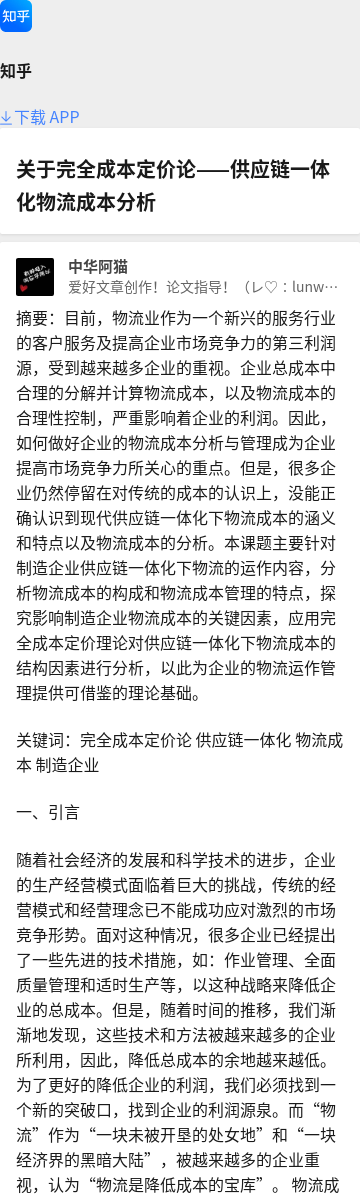 知乎
知乎
下载 APP
关于完全成本定价论——供应链一体
化物流成本分析
中华阿猫
爱好文章创作！论文指导！（レ♡：lunw…
摘要：目前，物流业作为一个新兴的服务行业
的客户服务及提高企业市场竞争力的第三利润
源，受到越来越多企业的重视。企业总成本中
合理的分解并计算物流成本，以及物流成本的
合理性控制，严重影响着企业的利润。因此，
如何做好企业的物流成本分析与管理成为企业
提高市场竞争力所关心的重点。但是，很多企
业仍然停留在对传统的成本的认识上，没能正
确认识到现代供应链一体化下物流成本的涵义
和特点以及物流成本的分析。本课题主要针对
制造企业供应链一体化下物流的运作内容，分
析物流成本的构成和物流成本管理的特点，探
究影响制造企业物流成本的关键因素，应用完
全成本定价理论对供应链一体化下物流成本的
结构因素进行分析，以此为企业的物流运作管
理提供可借鉴的理论基础。
关键词：完全成本定价论 供应链一体化 物流成
本 制造企业
一、引言
随着社会经济的发展和科学技术的进步，企业
的生产经营模式面临着巨大的挑战，传统的经
营模式和经营理念已不能成功应对激烈的市场
竞争形势。面对这种情况，很多企业已经提出
了一些先进的技术措施，如：作业管理、全面
质量管理和适时生产等，以这种战略来降低企
业的总成本。但是，随着时间的推移，我们渐
渐地发现，这些技术和方法被越来越多的企业
所利用，因此，降低总成本的余地越来越低。
为了更好的降低企业的利润，我们必须找到一
个新的突破口，找到企业的利润源泉。而“物
流”作为“一块未被开垦的处女地”和“一块
经济界的黑暗大陆”，被越来越多的企业重
视，认为“物流是降低成本的宝库”。 物流成